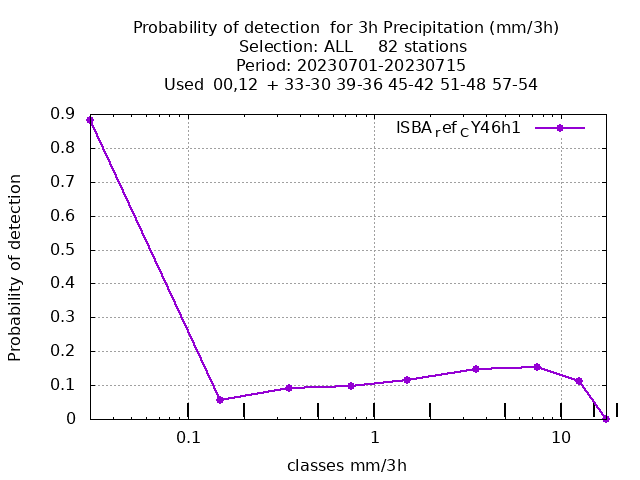 Probability of detection  for 3h Precipitation (mm/3h)
Selection: ALL     82 stations
Period: 20230701-20230715
Used  00,12  + 33-30 39-36 45-42 51-48 57-54
ISBAref CY46h1
Probability of detection
0.9
0.8
0.7
0.6
0.5
0.4
0.3
0.2
0.1
0
0.1 1 10
classes mm/3h